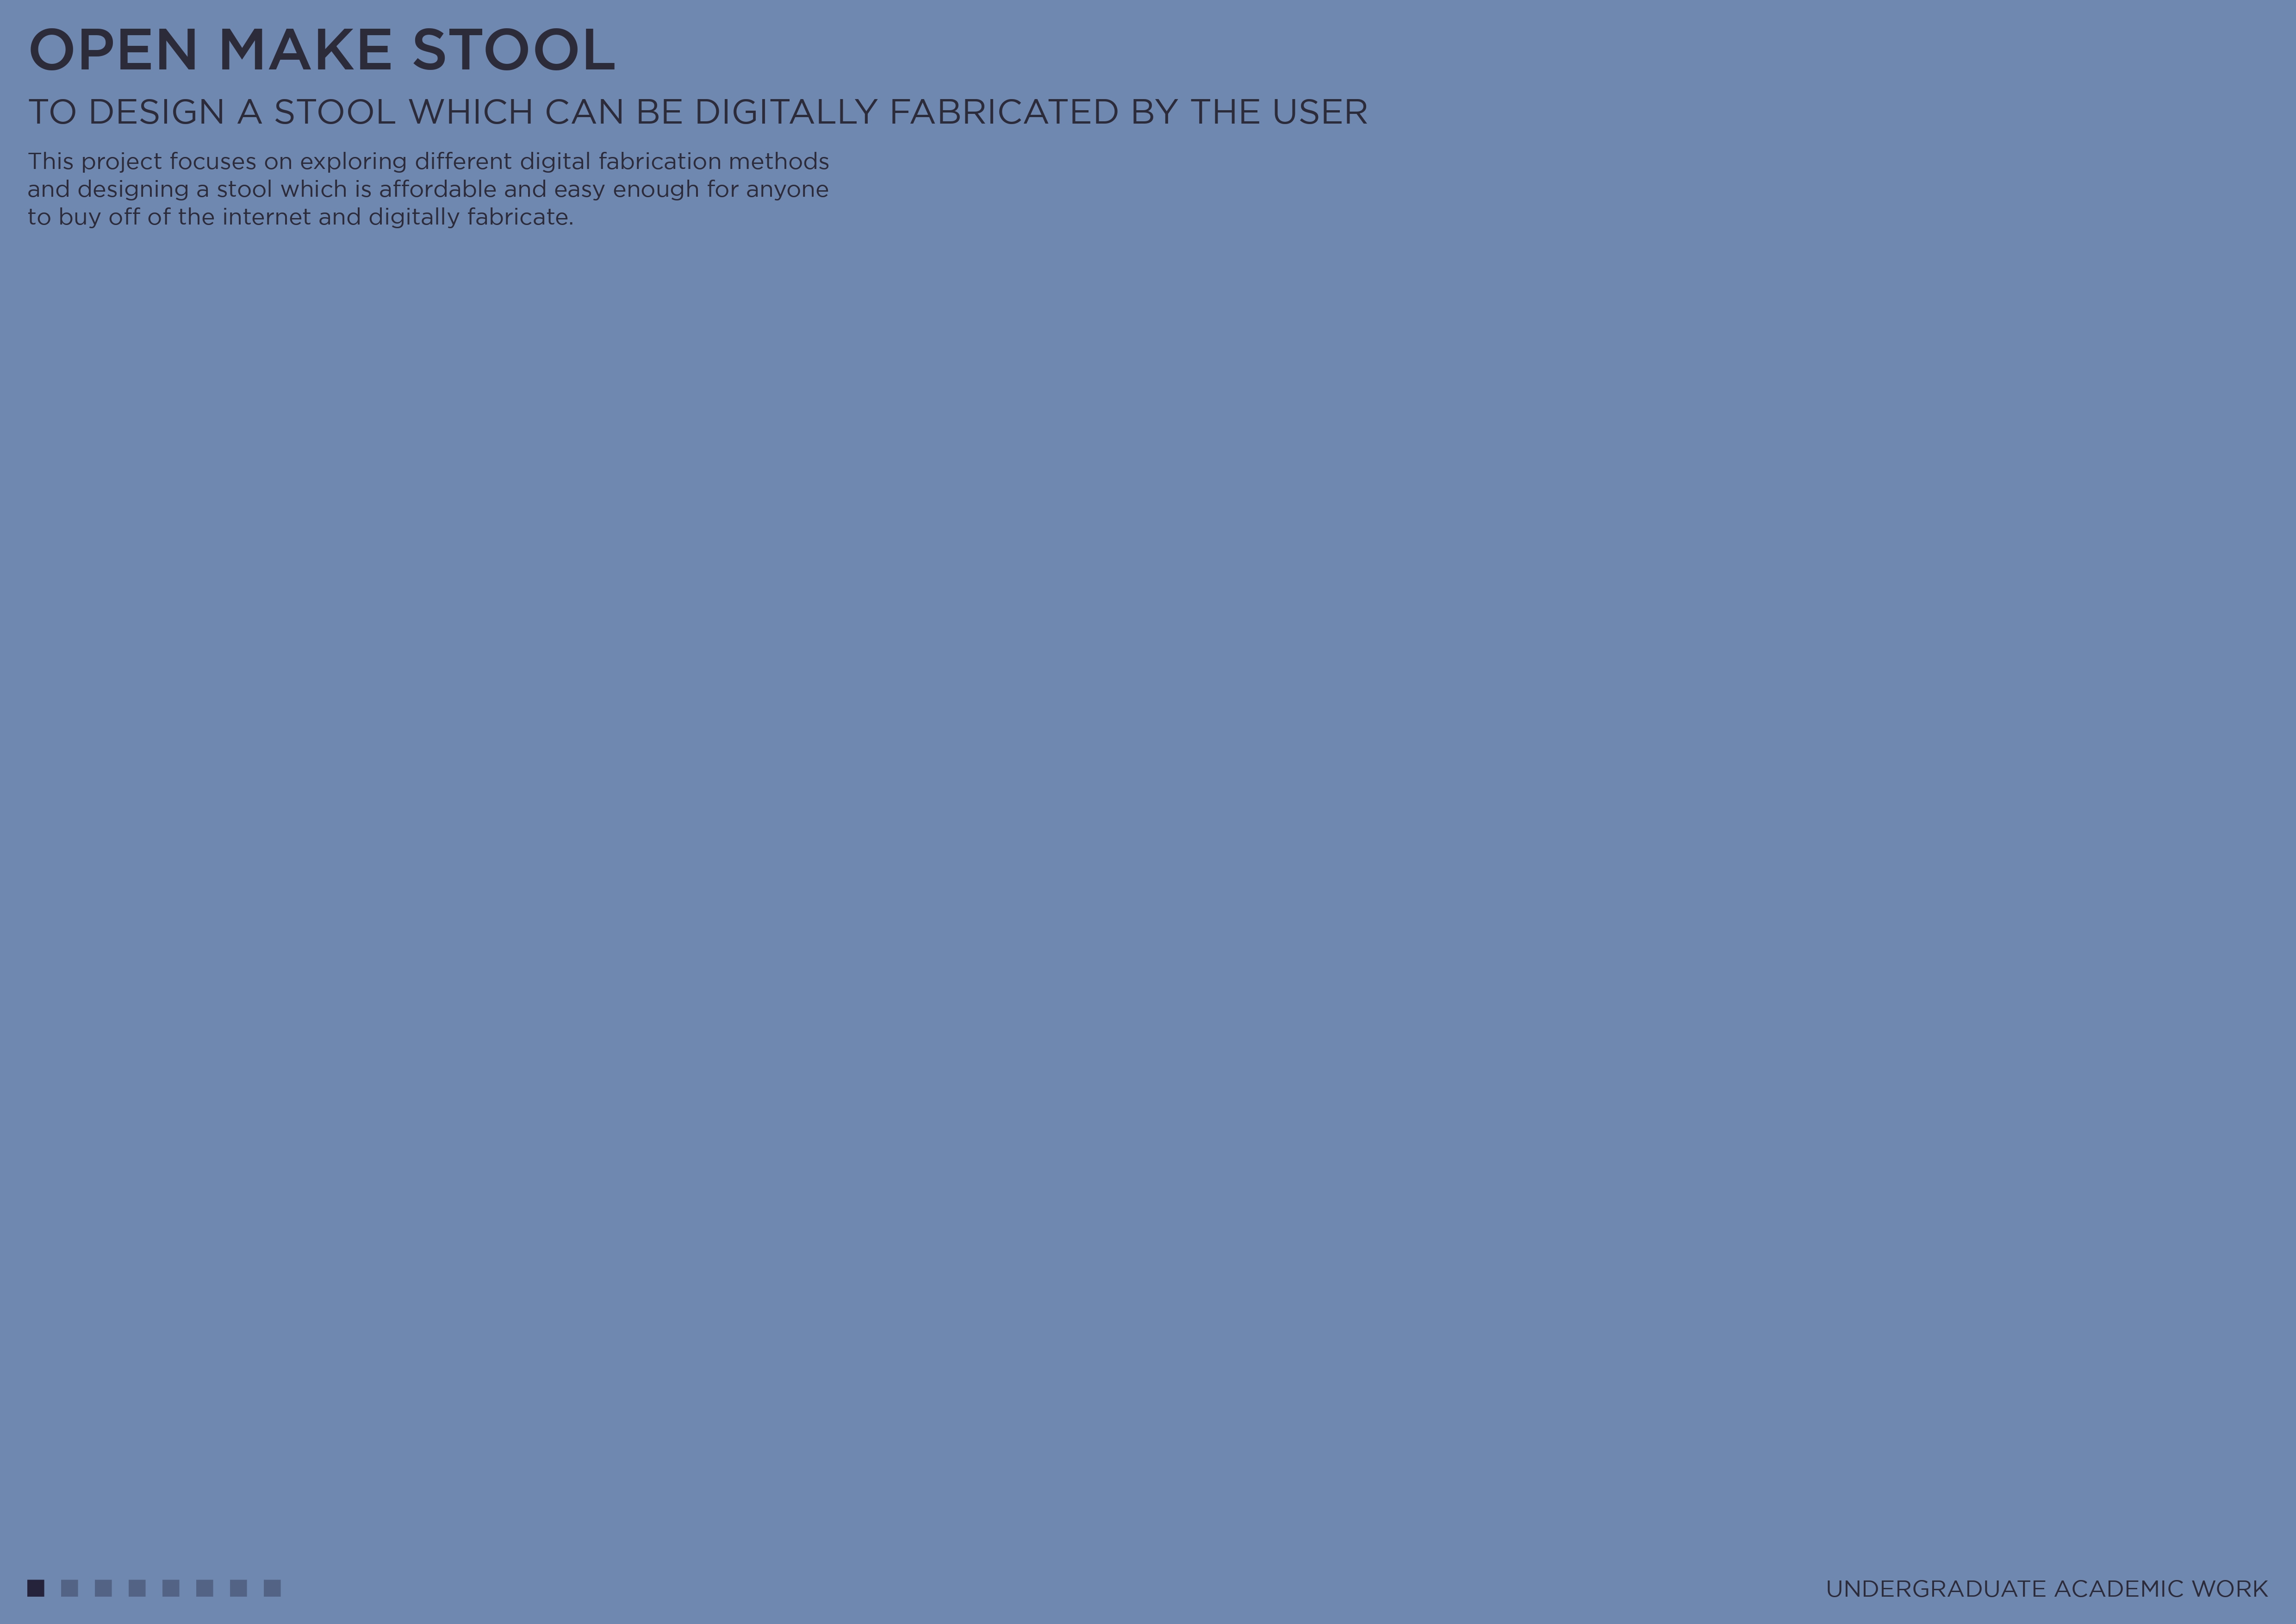 OPEN MAKE STOOL
TO DESIGN A STOOL WHICH CAN BE DIGITALLY FABRICATED BY THE USER
This project focuses on exploring different digital fabrication methods
and designing a stool which is affordable and easy enough for anyone
to buy off of the internet and digitally fabricate.
UNDERGRADUATE ACADEMIC WORK